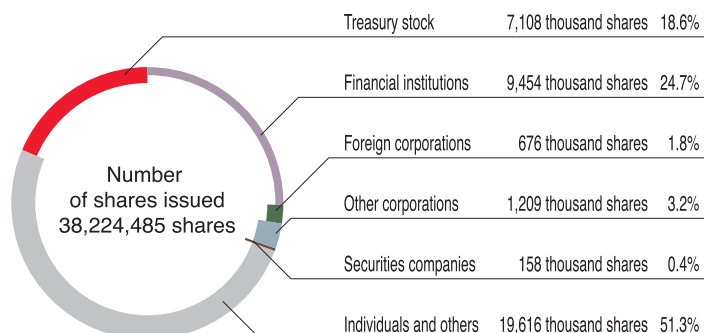 Treasury stock 7,108 thousand shares 18.6%
Financial institutions 9,454 thousand shares 24.7%
Foreign corporations 676 thousand shares 1.8%
Other corporations 1,209 thousand shares 3.2%
Securities companies 158 thousand shares 0.4%
Individuals and others 19,616 thousand shares 51.3%
Number
of shares issued
38,224,485 shares